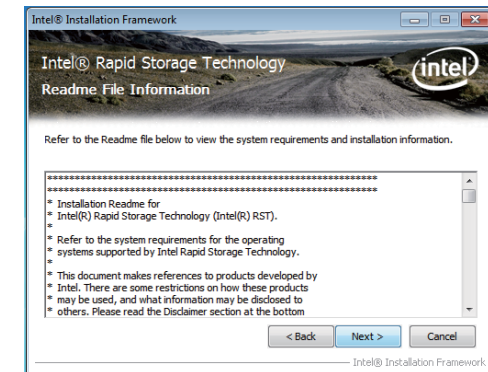 Intel® Installation Framework
Intel® Rapid Storage Technology
Readme File Information
intel
Refer to the Readme file below to view the system requirements and installation information.
************************************************************
************************************************************
* Installation Readme for
* Intel(R) Rapid Storage Technology (Intel(R) RST).
*
* Refer to the system requirements for the operating
* systems supported by Intel Rapid Storage Technology.
*
* This document makes references to products developed by
* Intel. There are some restrictions on how these products
* may be used, and what information may be disclosed to
* others. Please read the Disclaimer section at the bottom
< Back Next > Cancel
Intel® Installation Framework